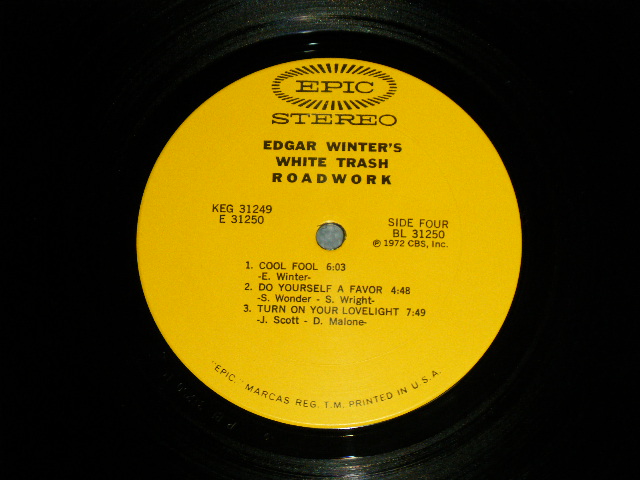 EPIC
STEREO
EDGAR WINTER'S
WHITE TRASH
ROADWORK
KEG 31249
E 31250
SIDE FOUR
BL 31250
℗ 1972 CBS, Inc.
1. COOL FOOL 6:03
-E. Winter-
2. DO YOURSELF A FAVOR 4:48
-S. Wonder - S. Wright-
3. TURN ON YOUR LOVELIGHT 7:49
-J. Scott - D. Malone-
"EPIC," MARCAS REG. T.M. PRINTED IN U.S.A.